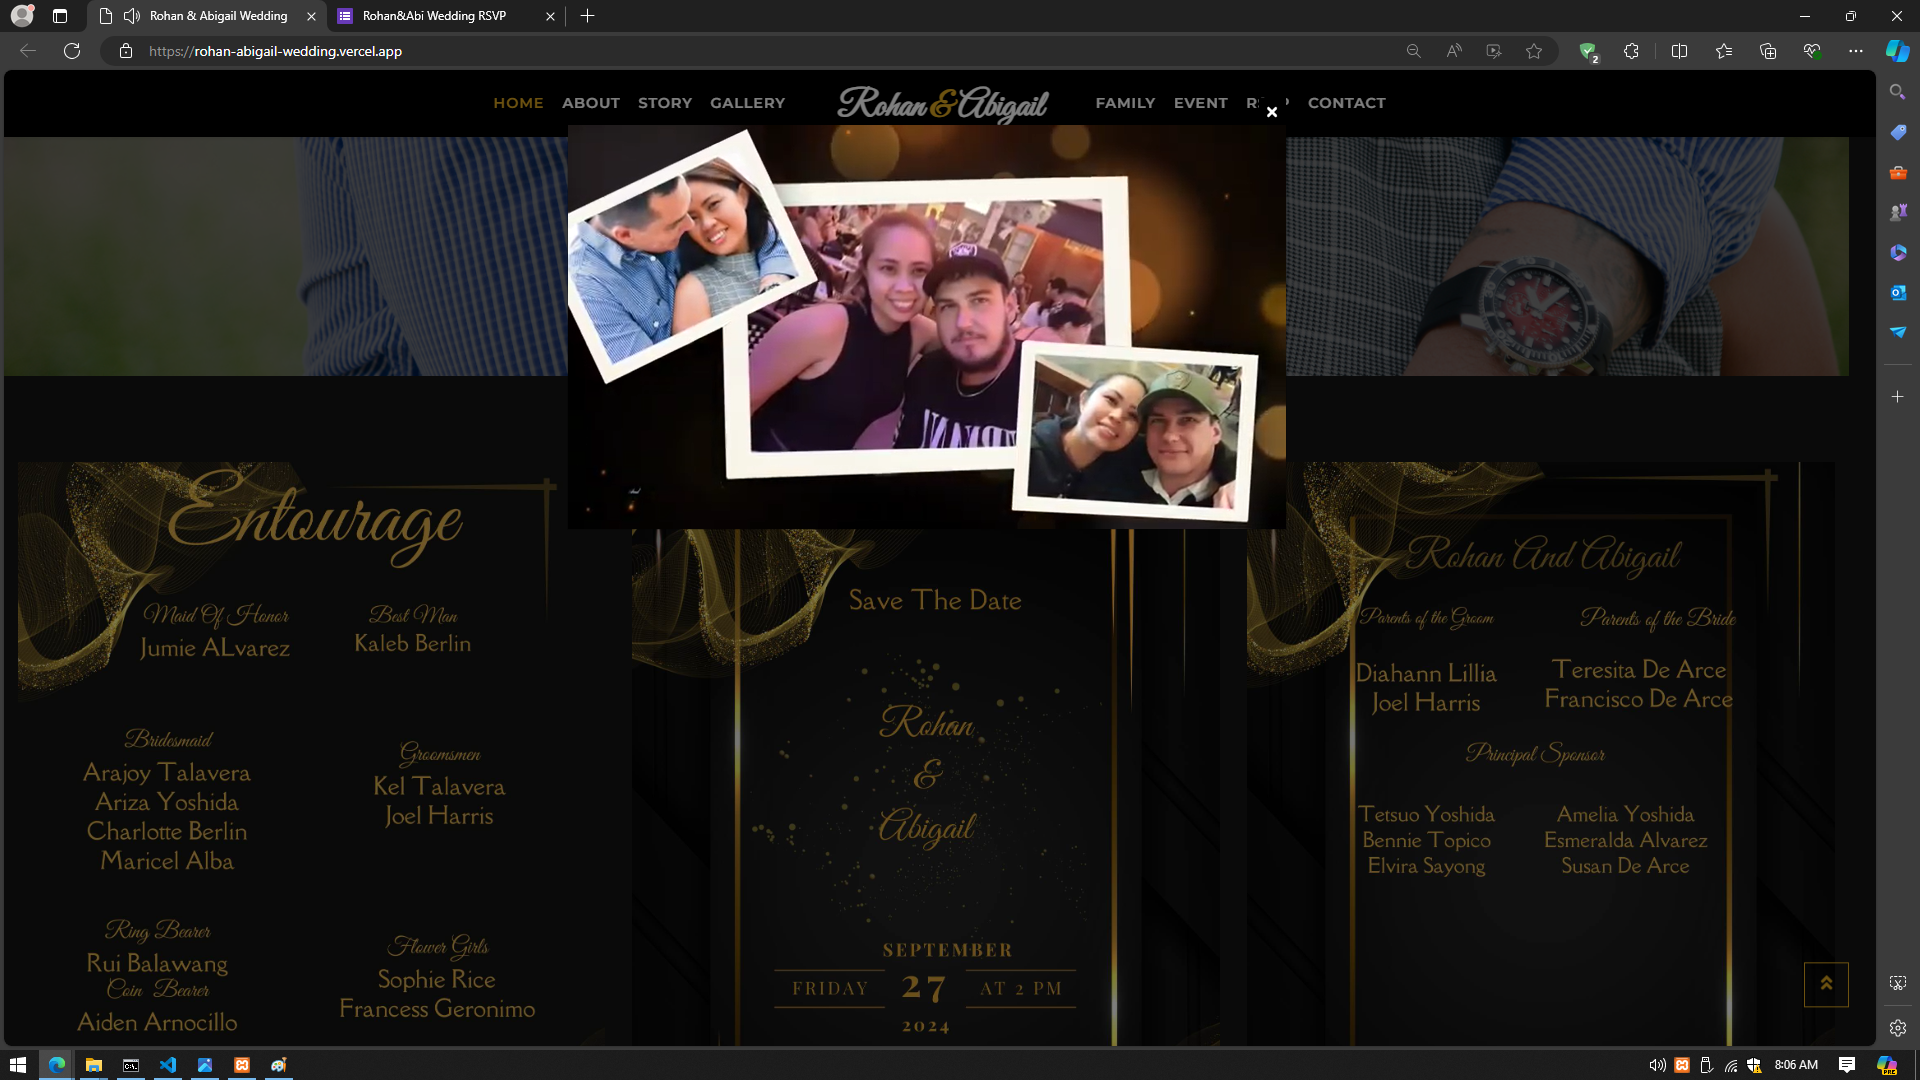 Rohan & Abigail Wedding
Rohan&Abi Wedding RSVP
https://rohan-abigail-wedding.vercel.app
2
HOME ABOUT STORY GALLERY Rohan & Abigail FAMILY EVENT CONTACT
Entourage
Maid Of Honor
Jumie ALvarez
Best Man
Kaleb Berlin
Bridesmaid
Arajoy Talavera
Ariza Yoshida
Charlotte Berlin
Maricel Alba
Groomsmen
Kel Talavera
Joel Harris
Ring Bearer
Rui Balawang
Coin Bearer
Aiden Arnocillo
Flower Girls
Sophie Rice
Francess Geronimo
Save The Date
Rohan
&
Abigail
SEPTEMBER
FRIDAY 27 AT 2 PM
2024
Rohan And Abigail
Parents of the Groom
Diahann Lillia
Joel Harris
Parents of the Bride
Teresita De Arce
Francisco De Arce
Principal Sponsor
Tetsuo Yoshida
Bennie Topico
Elvira Sayong
Amelia Yoshida
Esmeralda Alvarez
Susan De Arce
8:06 AM